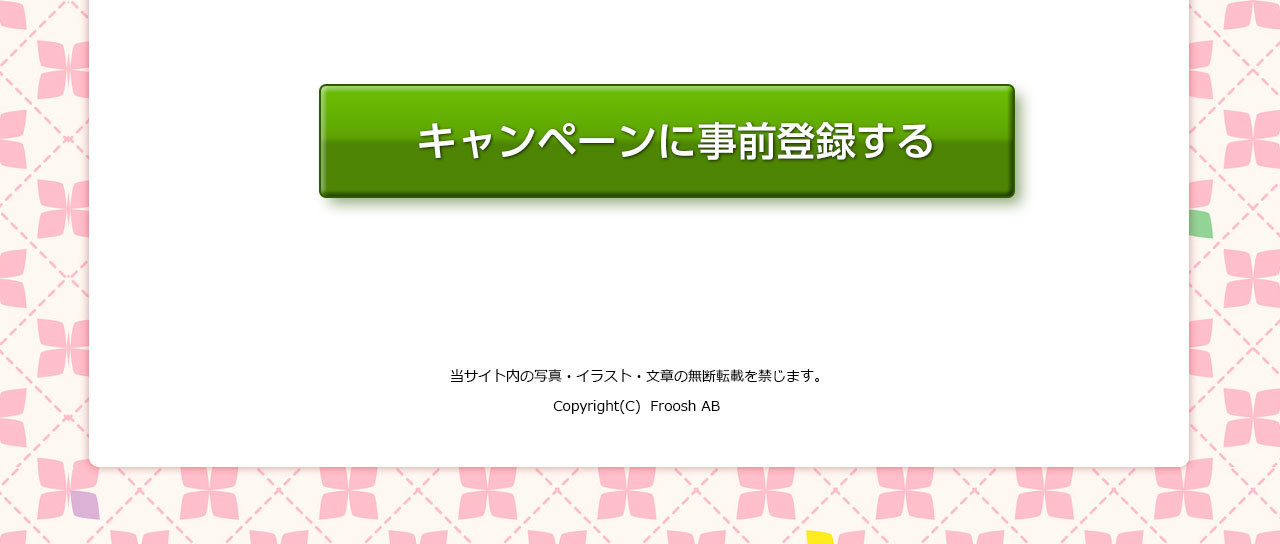 キャンペーンに事前登録する
当サイト内の写真・イラスト・文章の無断転載を禁じます。
Copyright(C) Froosh AB